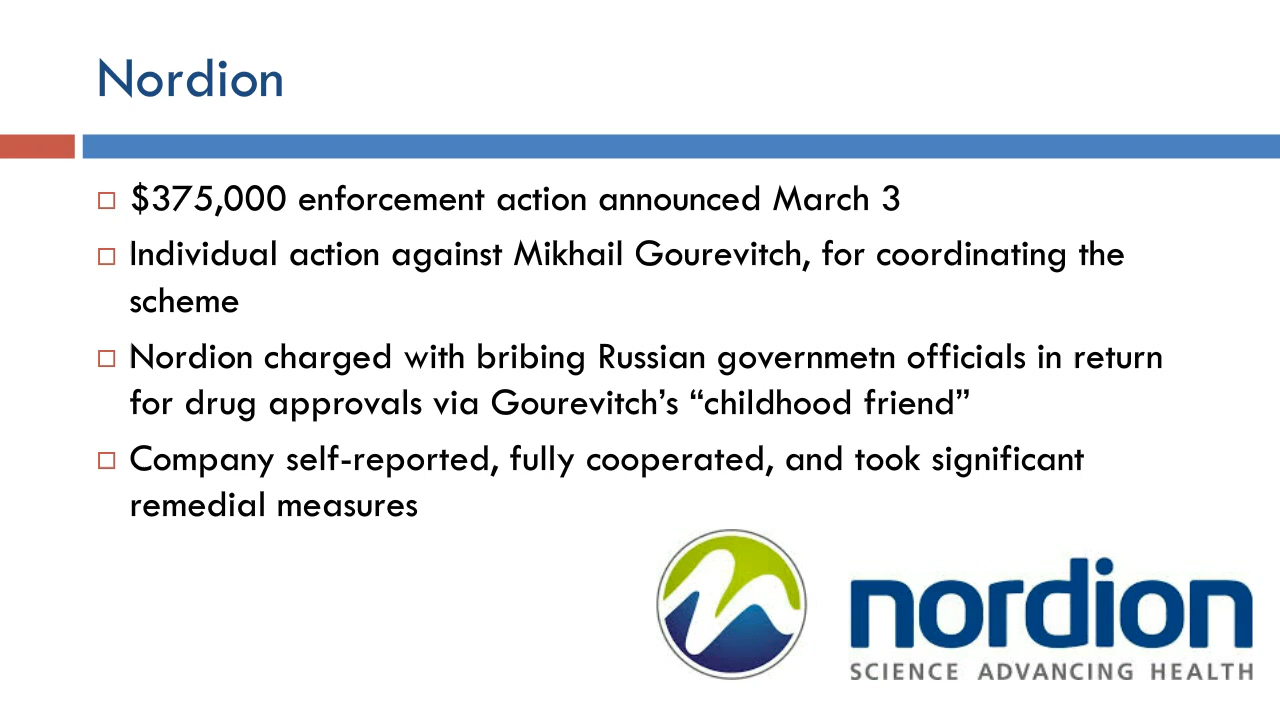 Nordion
$375,000 enforcement action announced March 3
Individual action against Mikhail Gourevitch, for coordinating the
scheme
Nordion charged with bribing Russian governmetn officials in return
for drug approvals via Gourevitch’s “childhood friend”
Company self-reported, fully cooperated, and took significant
remedial measures
nordion
SCIENCE ADVANCING HEALTH